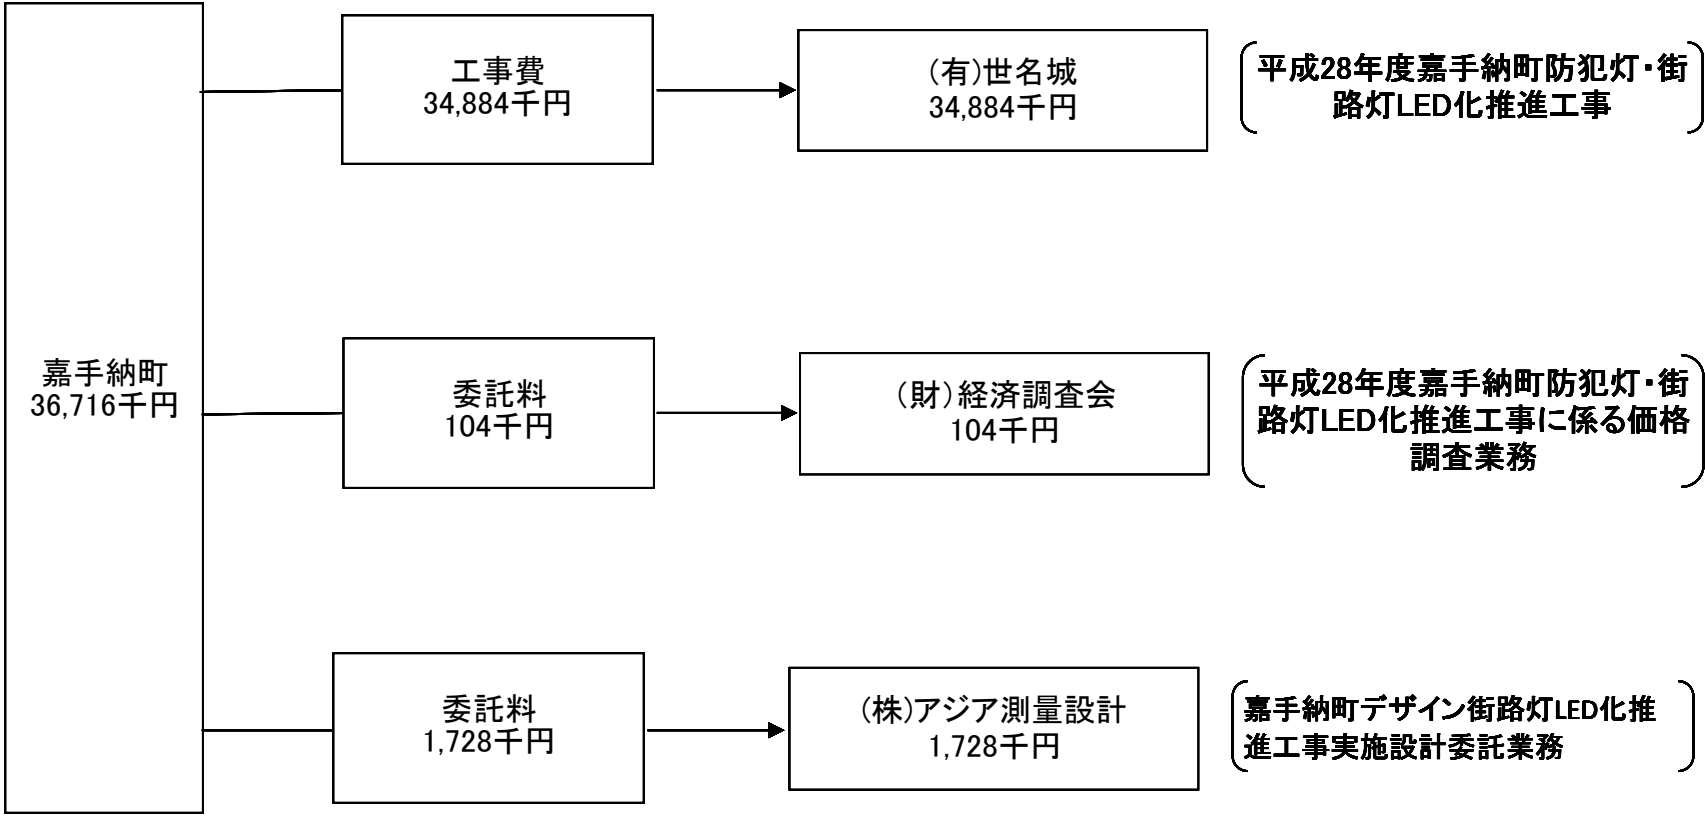 嘉手納町
36,716千円
工事費
34,884千円
(有)世名城
34,884千円
平成28年度嘉手納町防犯灯・街
路灯LED化推進工事
委託料
104千円
(財)経済調査会
104千円
平成28年度嘉手納町防犯灯・街
路灯LED化推進工事に係る価格
調査業務
委託料
1,728千円
(株)アジア測量設計
1,728千円
嘉手納町デザイン街路灯LED化推
進工事実施設計委託業務